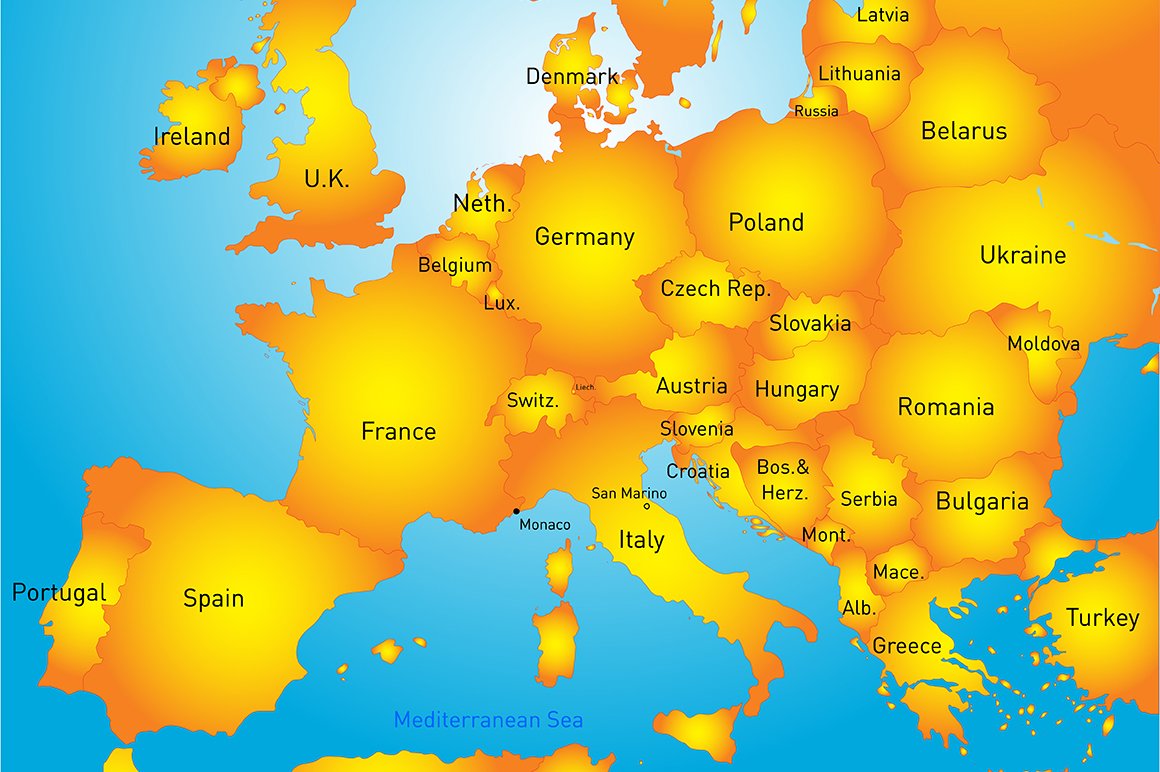 Latvia
Denmark
Lithuania
Russia
Ireland
Belarus
U.K.
Neth.
Poland
Germany
Ukraine
Belgium
Czech Rep.
Lux.
Slovakia
Moldova
Liech.
Austria
Hungary
Switz.
Romania
France
Slovenia
Croatia
Bos.&
Herz.
San Marino
Serbia
Bulgaria
Monaco
Mont.
Italy
Mace.
Portugal
Spain
Alb.
Turkey
Greece
Mediterranean Sea